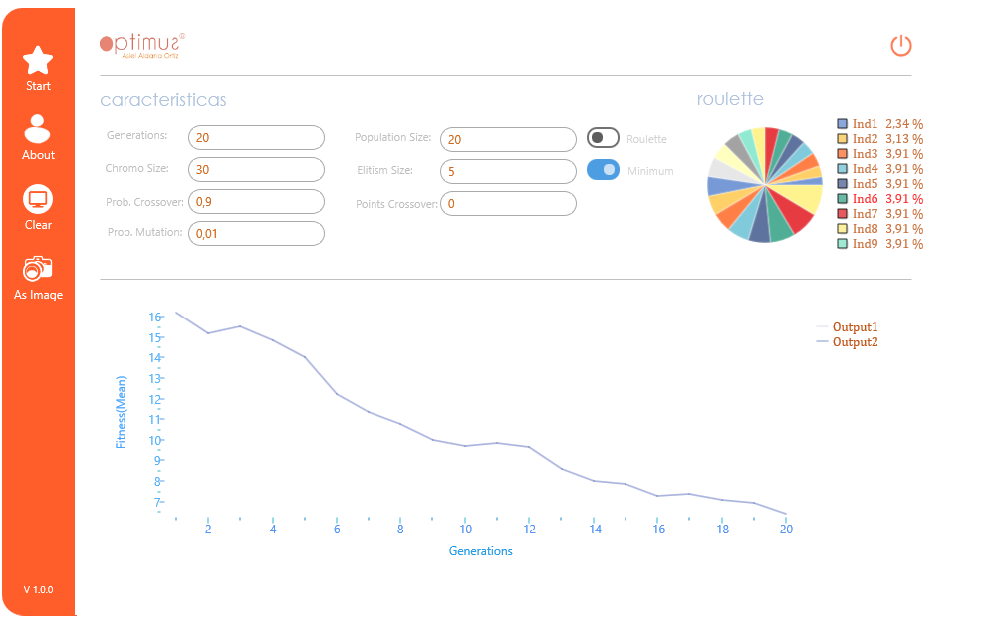 Optimus®
Asiel Aldana Ortiz
Start
About
Clear
As Image
V 1.0.0
caracteristicas
Generations: 20
Chromo Size: 30
Prob. Crossover: 0,9
Prob. Mutation: 0,01
Population Size: 20
Elitism Size: 5
Points Crossover: 0
Roulette
Minimum
roulette
Ind1 2,34 %
Ind2 3,13 %
Ind3 3,91 %
Ind4 3,91 %
Ind5 3,91 %
Ind6 3,91 %
Ind7 3,91 %
Ind8 3,91 %
Ind9 3,91 %
Output1
Output2
Fitness(Mean)
16
15
14
13
12
11
10
9
8
7
2 4 6 8 10 12 14 16 18 20
Generations